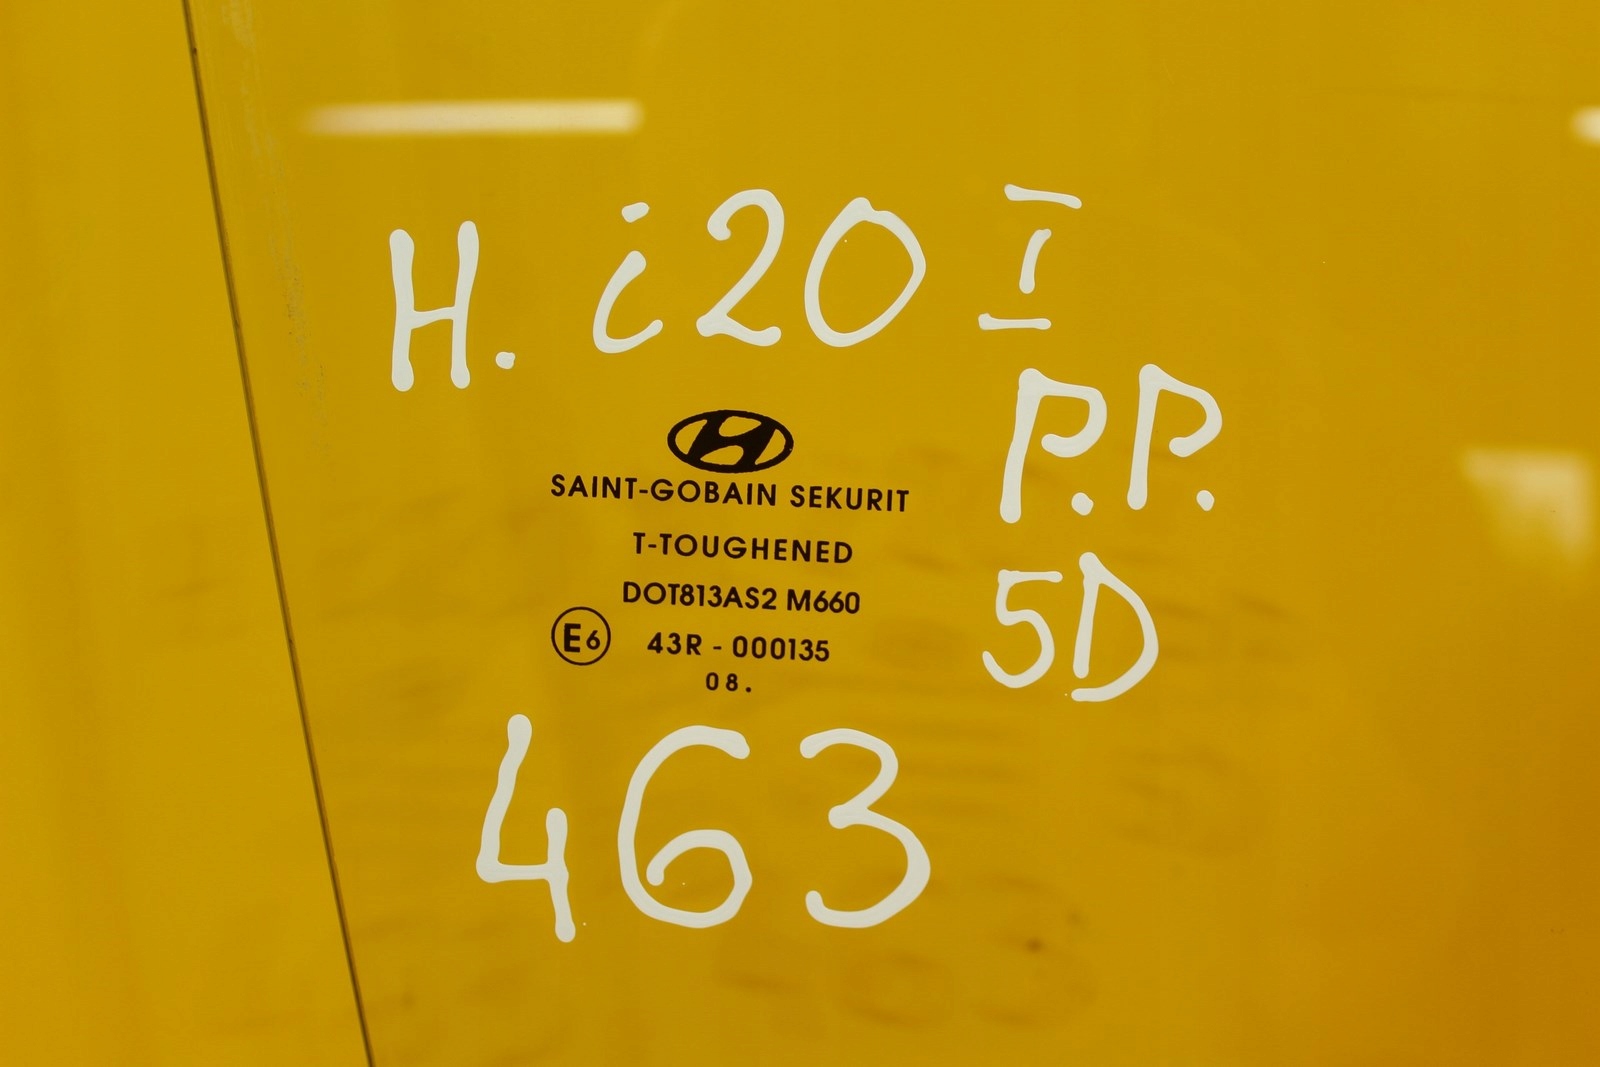 H. i20 I
P.P.
SAINT-GOBAIN SEKURIT
T-TOUGHENED
5D
DOT813AS2 M660
E6 43R - 000135
08.
463